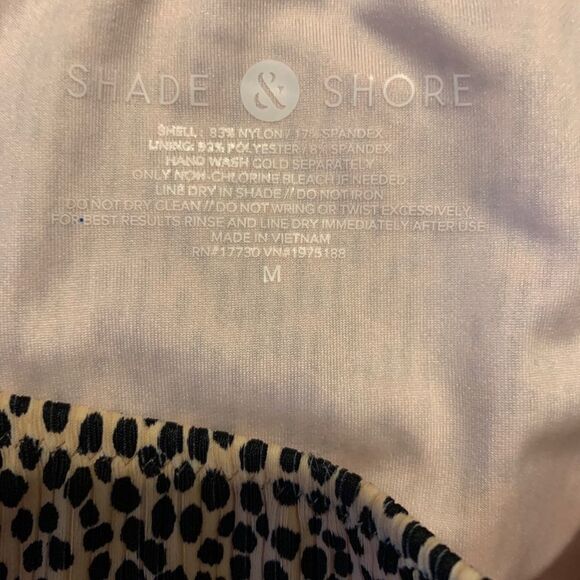 SHADE & SHORE
SHELL: 83% NYLON / 17% SPANDEX
LINING: 92% POLYESTER / 8% SPANDEX
HAND WASH COLD SEPARATELY
ONLY NON-CHLORINE BLEACH IF NEEDED
LINE DRY IN SHADE // DO NOT IRON
DO NOT DRY CLEAN // DO NOT WRING OR TWIST EXCESSIVELY
FOR BEST RESULTS RINSE AND LINE DRY IMMEDIATELY AFTER USE
MADE IN VIETNAM
RN#17730 VN#1975188
M